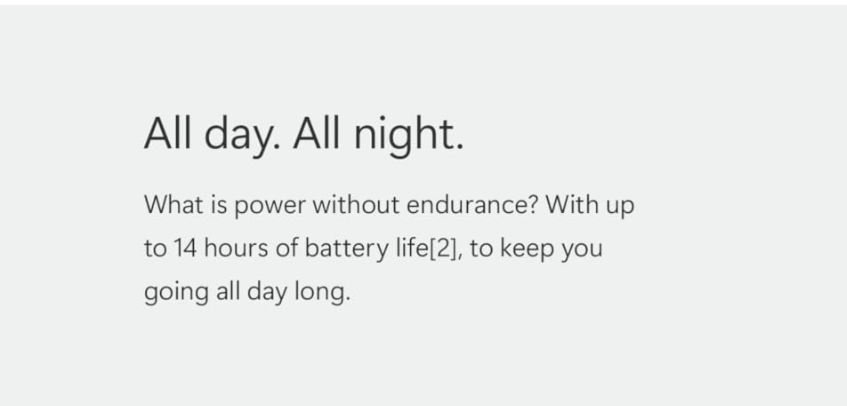 All day. All night.
What is power without endurance? With up
to 14 hours of battery life[2], to keep you
going all day long.